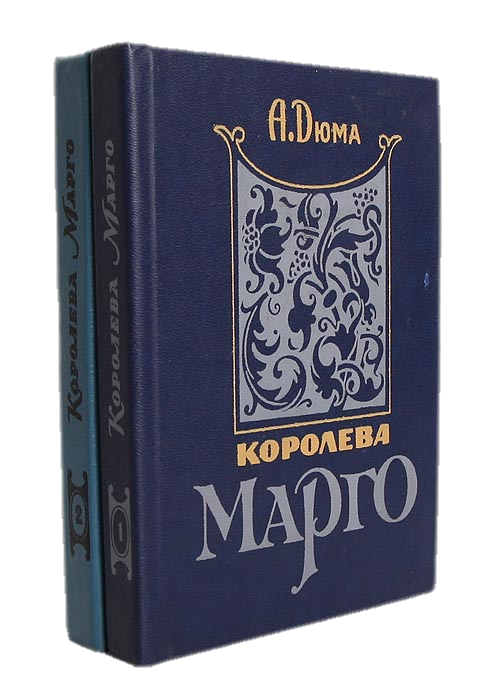 А.Дюма
КОРОЛЕВА
МАРГО
Королева Марго
1
Королева Марго
2